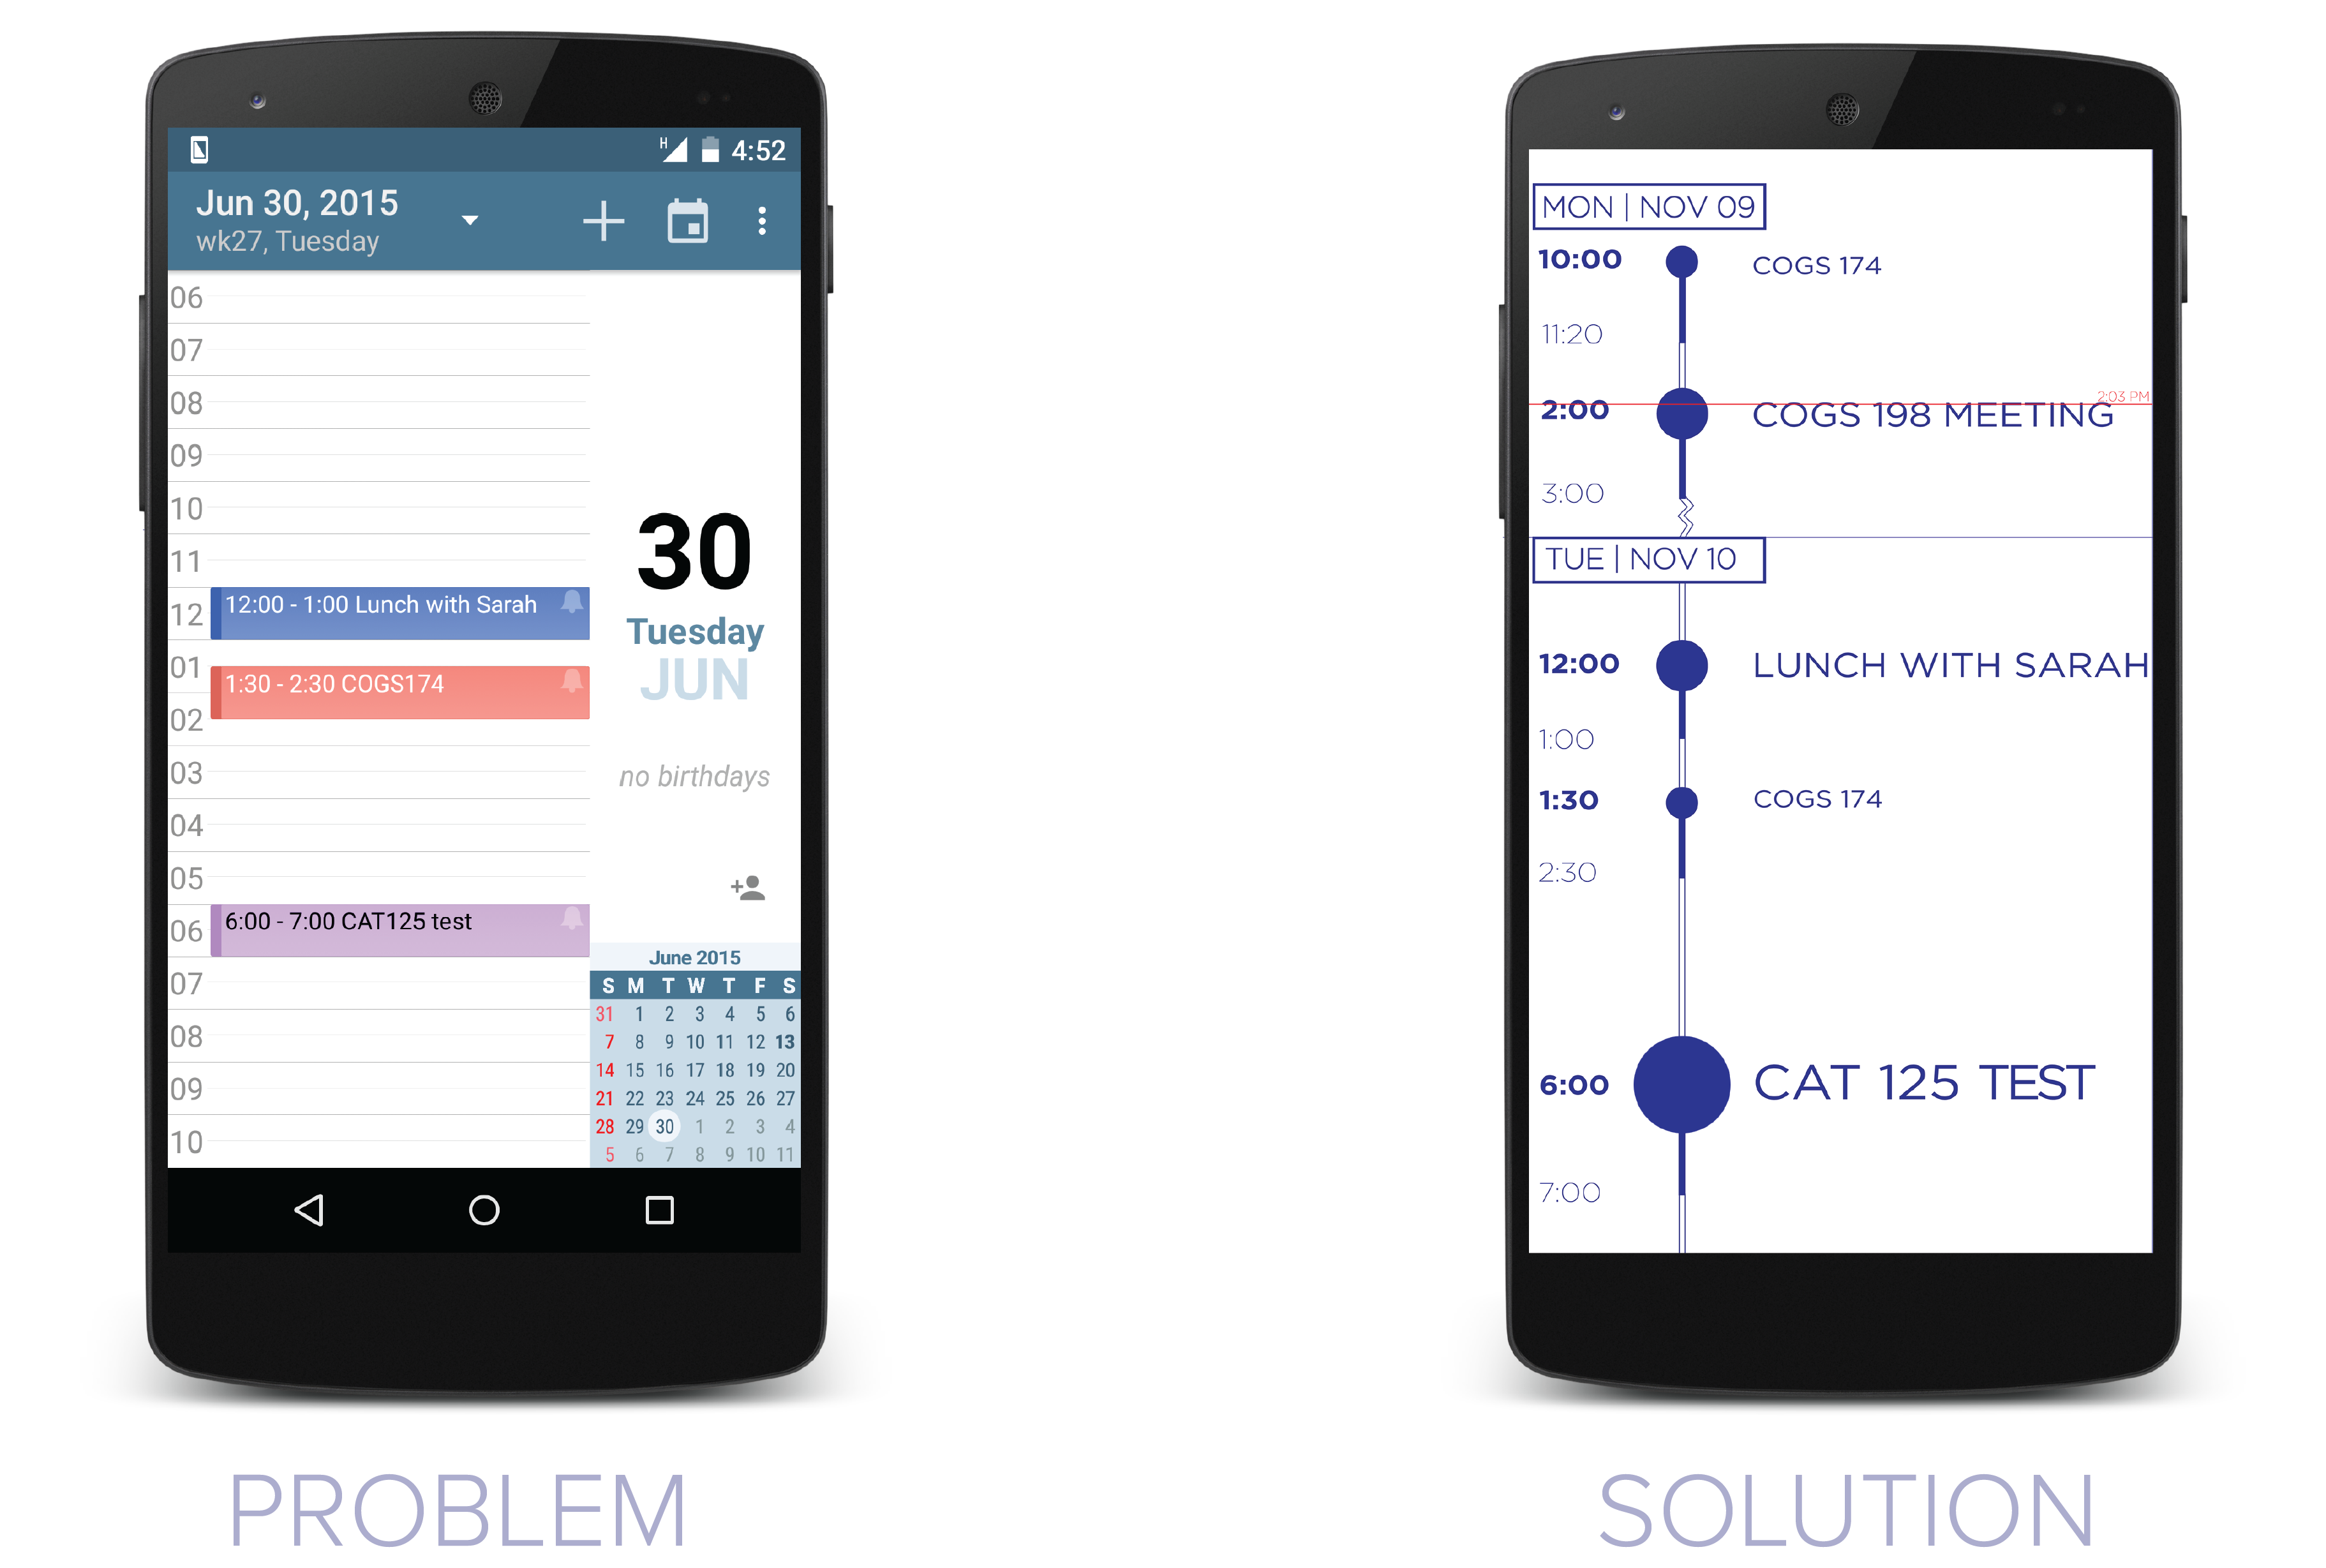 H 4:52
Jun 30, 2015
wk27, Tuesday
06
07
08
09
10
11
12
12:00 - 1:00 Lunch with Sarah
01
1:30 - 2:30 COGS174
02
03
04
05
06
6:00 - 7:00 CAT125 test
07
08
09
10
30
Tuesday
JUN
no birthdays
June 2015
S M T W T F S
31 1 2 3 4 5 6
7 8 9 10 11 12 13
14 15 16 17 18 19 20
21 22 23 24 25 26 27
28 29 30 1 2 3 4
5 6 7 8 9 10 11
PROBLEM
MON | NOV 09
10:00 COGS 174
11:20
2:03 PM
2:00 COGS 198 MEETING
3:00
TUE | NOV 10
12:00 LUNCH WITH SARAH
1:00
1:30 COGS 174
2:30
6:00 CAT 125 TEST
7:00
SOLUTION